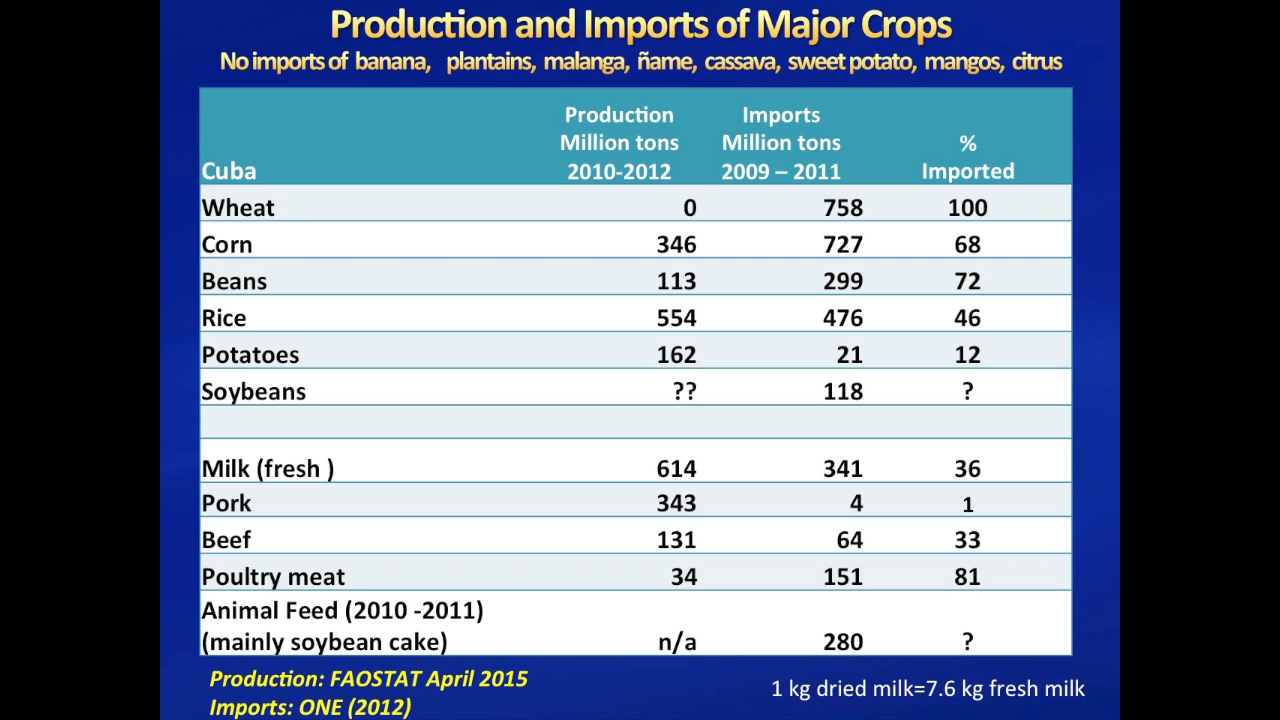 Production and Imports of Major Crops
No imports of banana, plantains, malanga, ñame, cassava, sweet potato, mangos, citrus
Cuba Production Million tons 2010-2012 Imports Million tons 2009 – 2011 % Imported
Wheat 0 758 100
Corn 346 727 68
Beans 113 299 72
Rice 554 476 46
Potatoes 162 21 12
Soybeans ?? 118 ?
Milk (fresh ) 614 341 36
Pork 343 4 1
Beef 131 64 33
Poultry meat 34 151 81
Animal Feed (2010 -2011)
(mainly soybean cake) n/a 280 ?
Production: FAOSTAT April 2015
Imports: ONE (2012)
1 kg dried milk=7.6 kg fresh milk